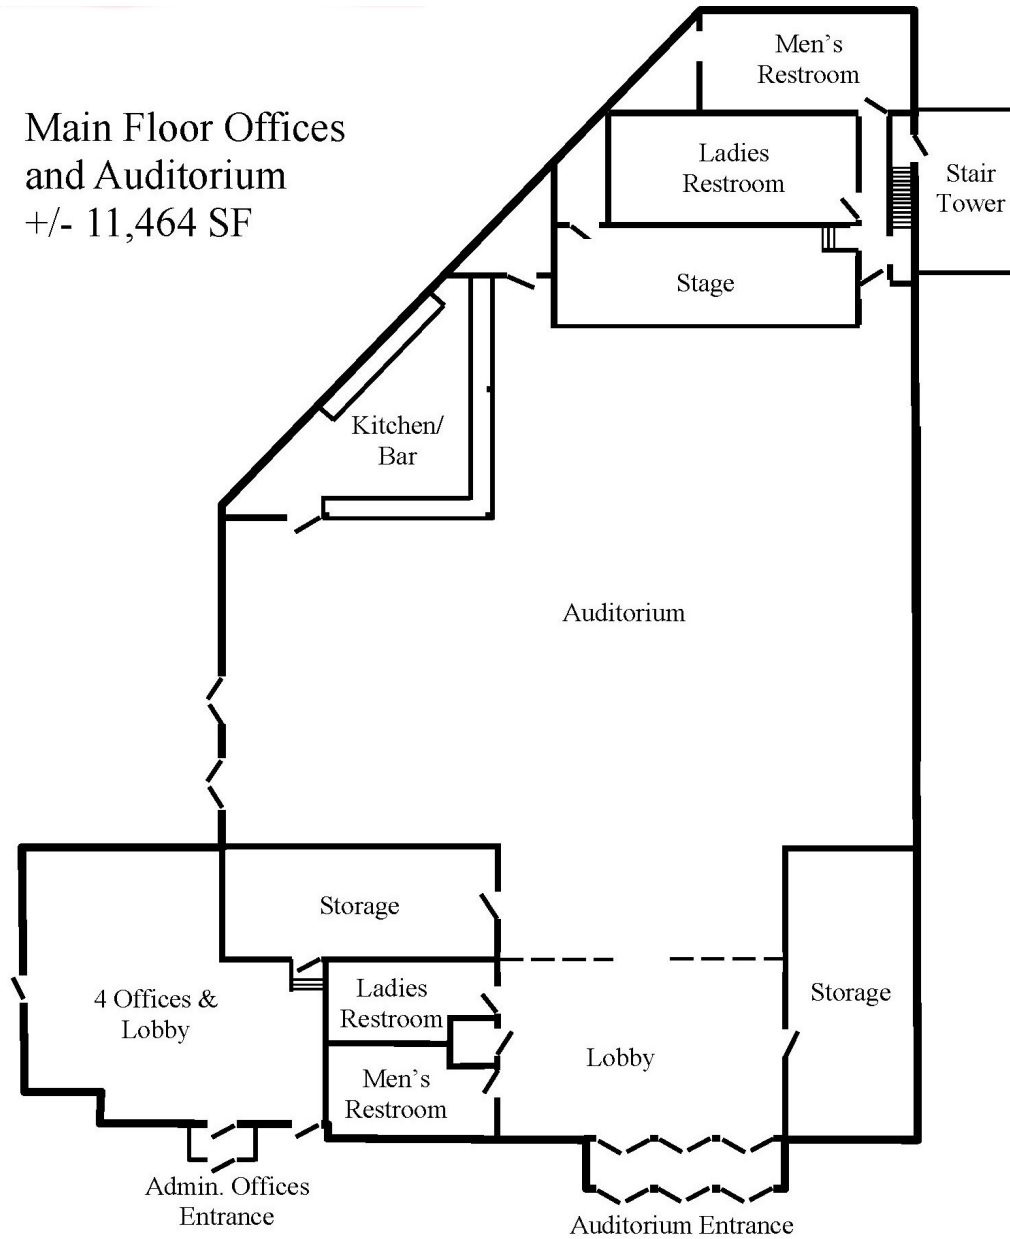 Main Floor Offices
and Auditorium
+/- 11,464 SF
Men's
Restroom
Ladies
Restroom
Stair
Tower
Stage
Kitchen/
Bar
Auditorium
Storage
4 Offices &
Lobby
Ladies
Restroom
Storage
Lobby
Men's
Restroom
Admin. Offices
Entrance
Auditorium Entrance